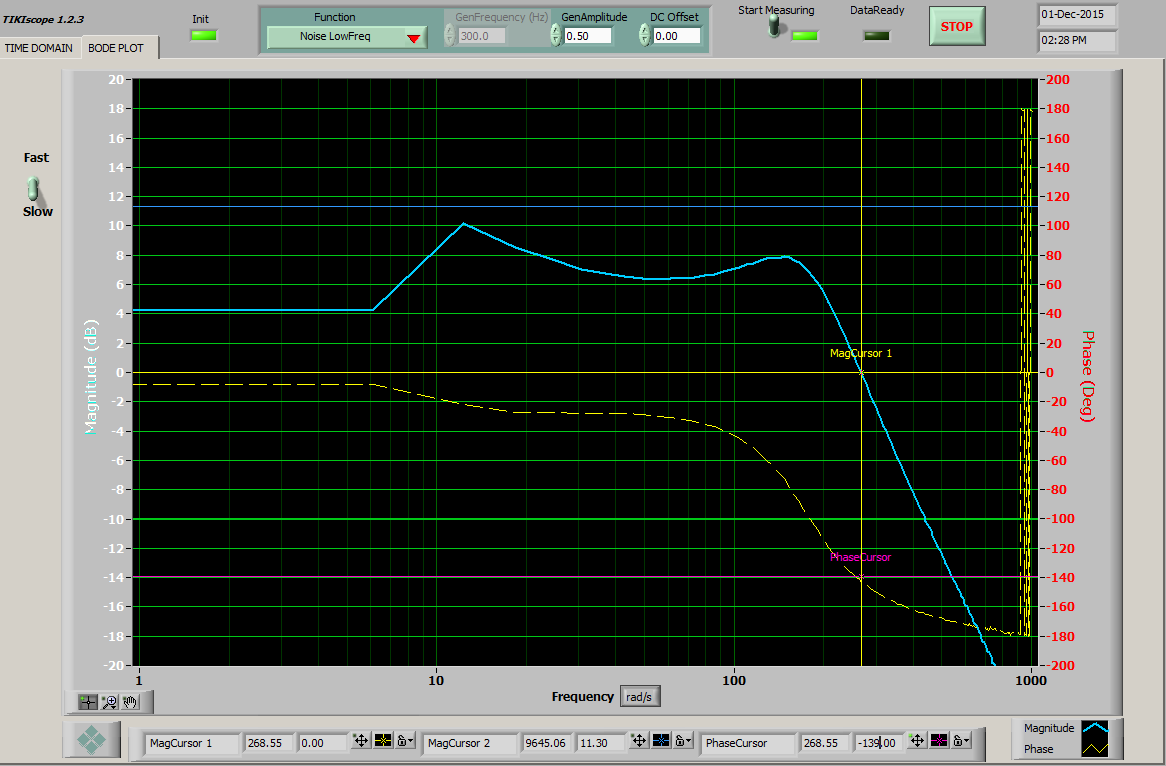 TIKIscope 1.2.3
Init
Function
Noise LowFreq
GenFrequency (Hz)
300.0
GenAmplitude
0.50
DC Offset
0.00
Start Measuring
DataReady
STOP
01-Dec-2015
02:28 PM
TIME DOMAIN
BODE PLOT
Fast
Slow
Magnitude (dB)
20
18
16
14
12
10
8
6
4
2
0
-2
-4
-6
-8
-10
-12
-14
-16
-18
-20
MagCursor 1
PhaseCursor
200
180
160
140
120
100
80
60
40
20
0
-20
-40
-60
-80
-100
-120
-140
-160
-180
-200
Phase (Deg)
1
10
100
1000
Frequency
rad/s
MagCursor 1
268.55
0.00
MagCursor 2
9645.06
11.30
PhaseCursor
268.55
-139.00
Magnitude
Phase